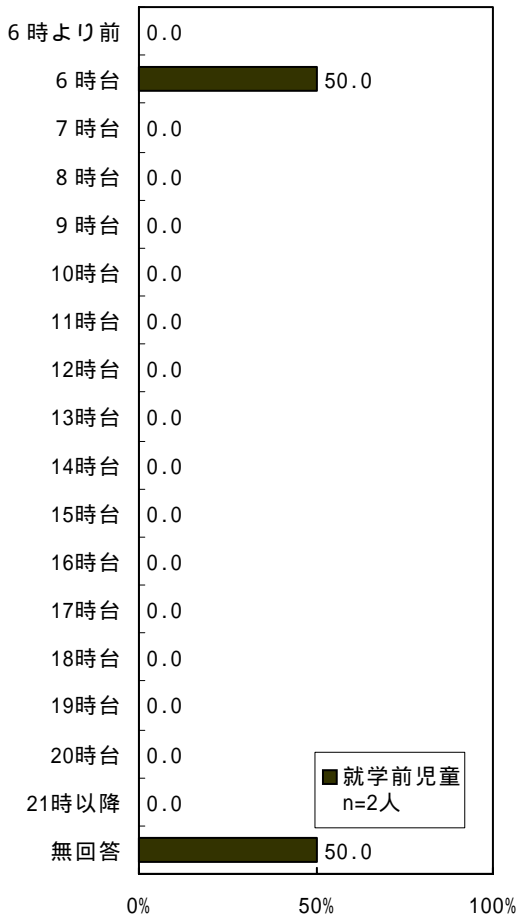 6時より前 0.0
6時台 50.0
7時台 0.0
8時台 0.0
9時台 0.0
10時台 0.0
11時台 0.0
12時台 0.0
13時台 0.0
14時台 0.0
15時台 0.0
16時台 0.0
17時台 0.0
18時台 0.0
19時台 0.0
20時台 0.0
21時以降 0.0
無回答 50.0
就学前児童
n=2人
0% 50% 100%